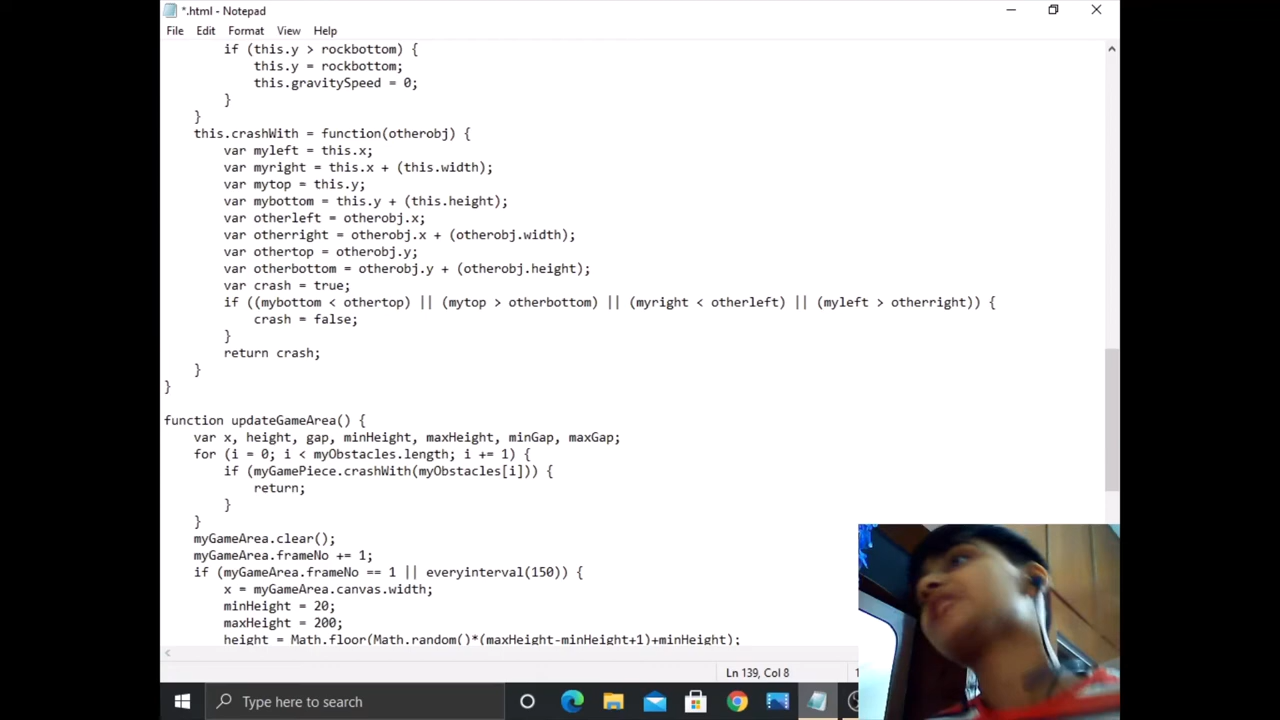 *.html - Notepad
File Edit Format View Help
if (this.y > rockbottom) {
this.y = rockbottom;
this.gravitySpeed = 0;
}
}
this.crashWith = function(otherobj) {
var myleft = this.x;
var myright = this.x + (this.width);
var mytop = this.y;
var mybottom = this.y + (this.height);
var otherleft = otherobj.x;
var otherright = otherobj.x + (otherobj.width);
var othertop = otherobj.y;
var otherbottom = otherobj.y + (otherobj.height);
var crash = true;
if ((mybottom < othertop) || (mytop > otherbottom) || (myright < otherleft) || (myleft > otherright)) {
crash = false;
}
return crash;
}
}
function updateGameArea() {
var x, height, gap, minHeight, maxHeight, minGap, maxGap;
for (i = 0; i < myObstacles.length; i += 1) {
if (myGamePiece.crashWith(myObstacles[i])) {
return;
}
}
myGameArea.clear();
myGameArea.frameNo += 1;
if (myGameArea.frameNo == 1 || everyinterval(150)) {
x = myGameArea.canvas.width;
minHeight = 20;
maxHeight = 200;
height = Math.floor(Math.random()*(maxHeight-minHeight+1)+minHeight);
Ln 139, Col 8
Type here to search